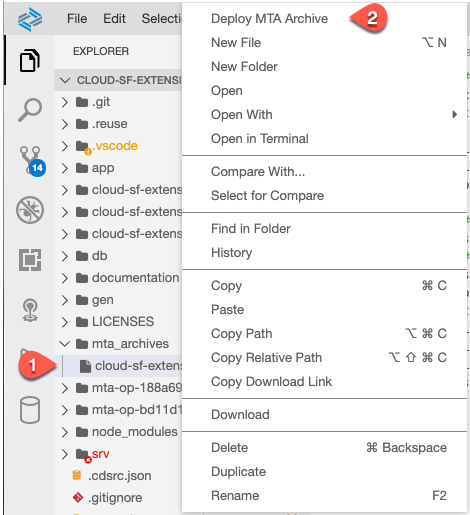 File Edit Selectio
EXPLORER
CLOUD-SF-EXTENSI
.git
.reuse
.vscode
app
cloud-sf-extens
cloud-sf-extens
cloud-sf-extens
db
documentation
gen
LICENSES
mta_archives
1
cloud-sf-extens
mta-op-188a69
mta-op-bd11d1
node_modules
srv
.cdsrc.json
.gitignore
14
Deploy MTA Archive
2
New File ⌥ N
New Folder
Open
Open With
Open in Terminal
Compare With...
Select for Compare
Find in Folder
History
Copy ⌘ C
Paste
Copy Path ⌥ ⌘ C
Copy Relative Path ⌥ ⇧ ⌘ C
Copy Download Link
Download
Delete ⌘ Backspace
Duplicate
Rename F2